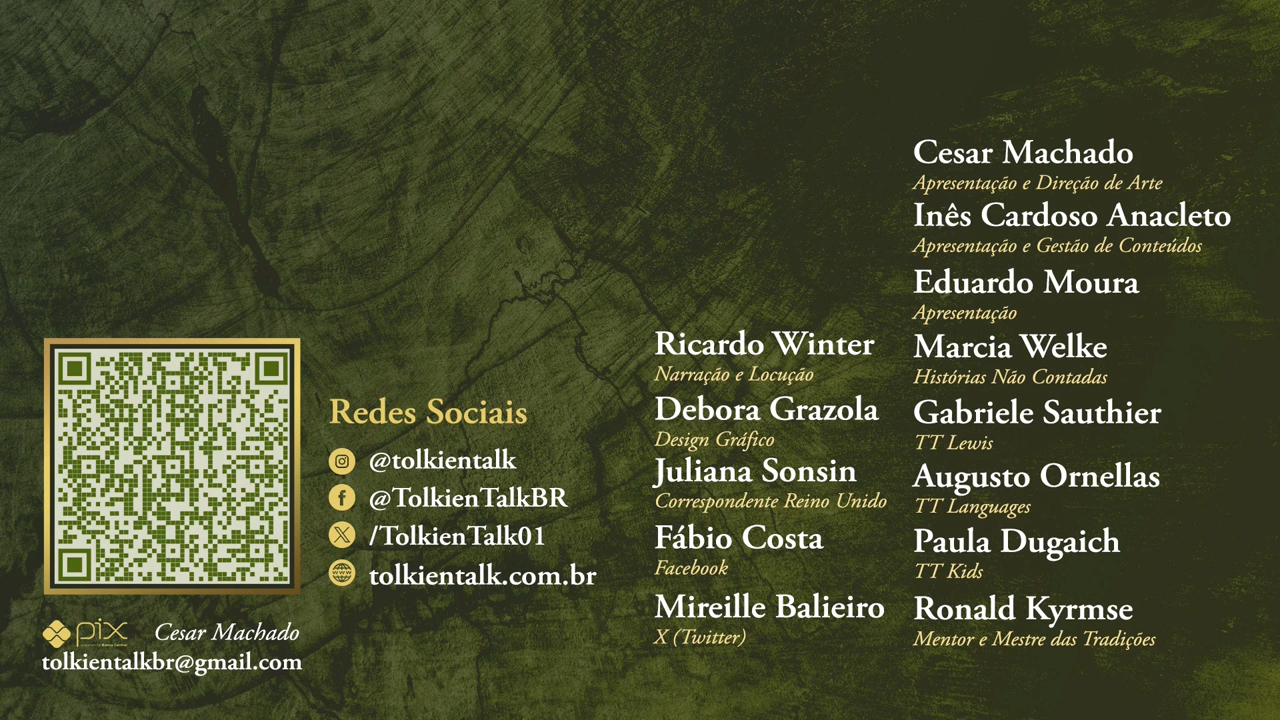 pix
Cesar Machado
tolkientalkbr@gmail.com
Redes Sociais
@tolkientalk
@TolkienTalkBR
/TolkienTalk01
tolkientalk.com.br
Ricardo Winter
Narração e Locução
Debora Grazola
Design Gráfico
Juliana Sonsin
Correspondente Reino Unido
Fábio Costa
Facebook
Mireille Balieiro
X (Twitter)
Cesar Machado
Apresentação e Direção de Arte
Inês Cardoso Anacleto
Apresentação e Gestão de Conteúdos
Eduardo Moura
Apresentação
Marcia Welke
Histórias Não Contadas
Gabriele Sauthier
TT Lewis
Augusto Ornellas
TT Languages
Paula Dugaich
TT Kids
Ronald Kyrmse
Mentor e Mestre das Tradições